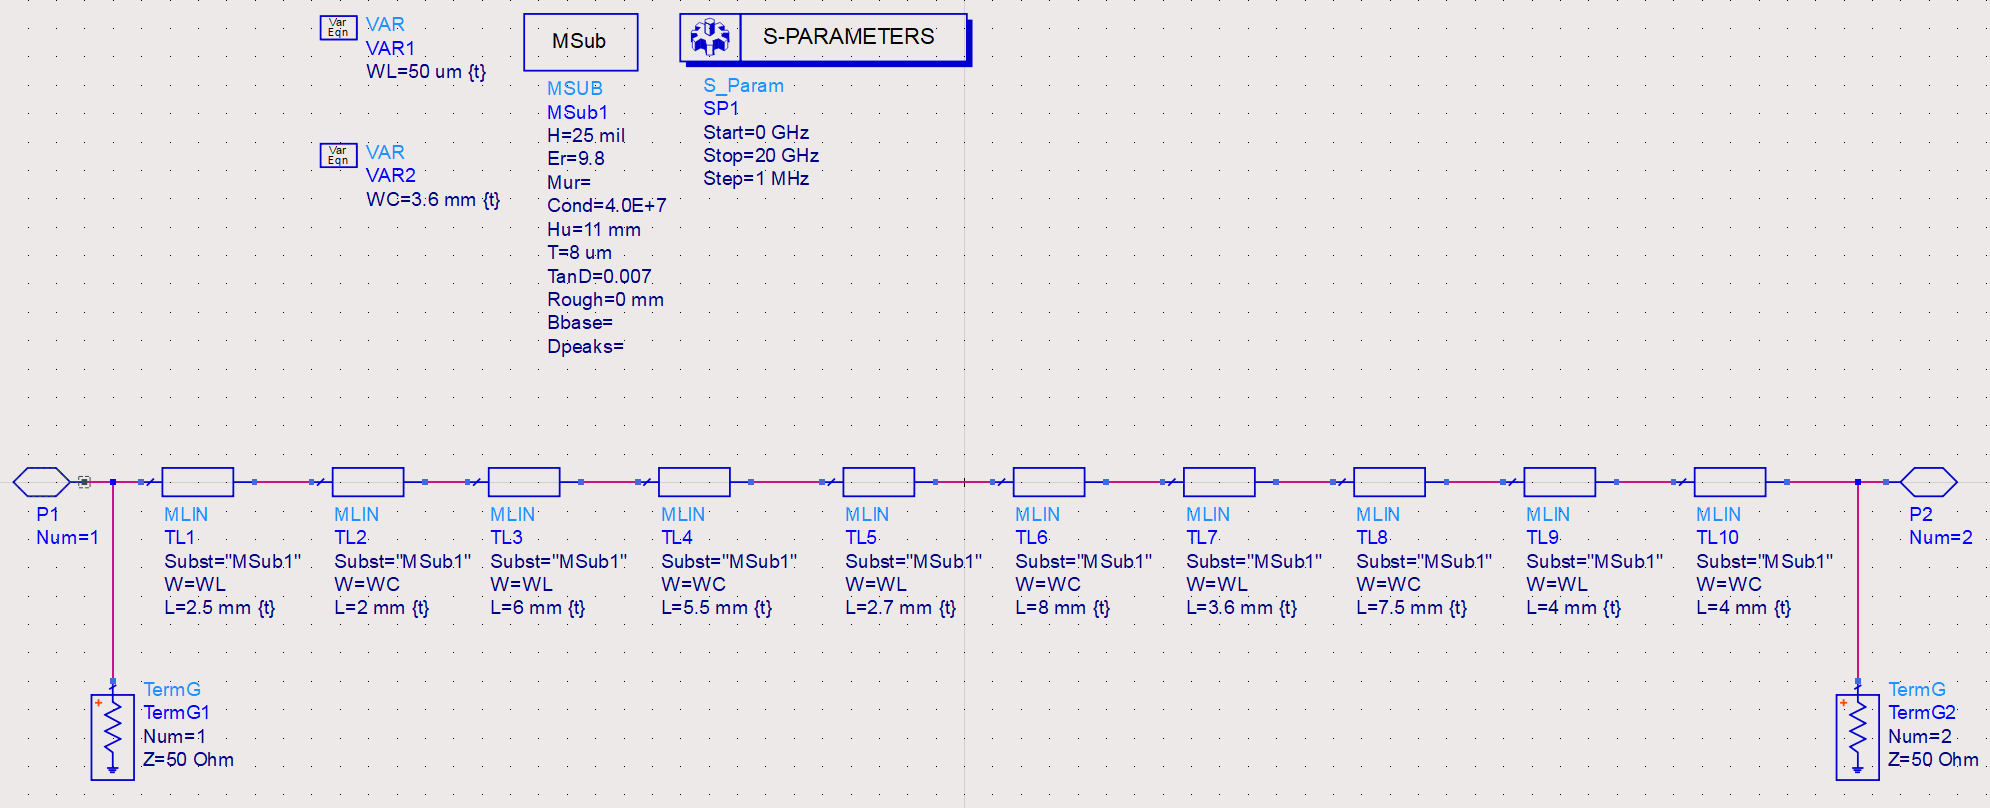 Var
Eqn
VAR
VAR1
WL=50 um {t}
Var
Eqn
VAR
VAR2
WC=3.6 mm {t}
MSub
MSUB
MSub1
H=25 mil
Er=9.8
Mur=
Cond=4.0E+7
Hu=11 mm
T=8 um
TanD=0.007
Rough=0 mm
Bbase=
Dpeaks=
S-PARAMETERS
S_Param
SP1
Start=0 GHz
Stop=20 GHz
Step=1 MHz
P1
Num=1
MLIN
TL1
Subst="MSub1"
W=WL
L=2.5 mm {t}
MLIN
TL2
Subst="MSub1"
W=WC
L=2 mm {t}
MLIN
TL3
Subst="MSub1"
W=WL
L=6 mm {t}
MLIN
TL4
Subst="MSub1"
W=WC
L=5.5 mm {t}
MLIN
TL5
Subst="MSub1"
W=WL
L=2.7 mm {t}
MLIN
TL6
Subst="MSub1"
W=WC
L=8 mm {t}
MLIN
TL7
Subst="MSub1"
W=WL
L=3.6 mm {t}
MLIN
TL8
Subst="MSub1"
W=WC
L=7.5 mm {t}
MLIN
TL9
Subst="MSub1"
W=WL
L=4 mm {t}
MLIN
TL10
Subst="MSub1"
W=WC
L=4 mm {t}
P2
Num=2
+
TermG
TermG1
Num=1
Z=50 Ohm
+
TermG
TermG2
Num=2
Z=50 Ohm